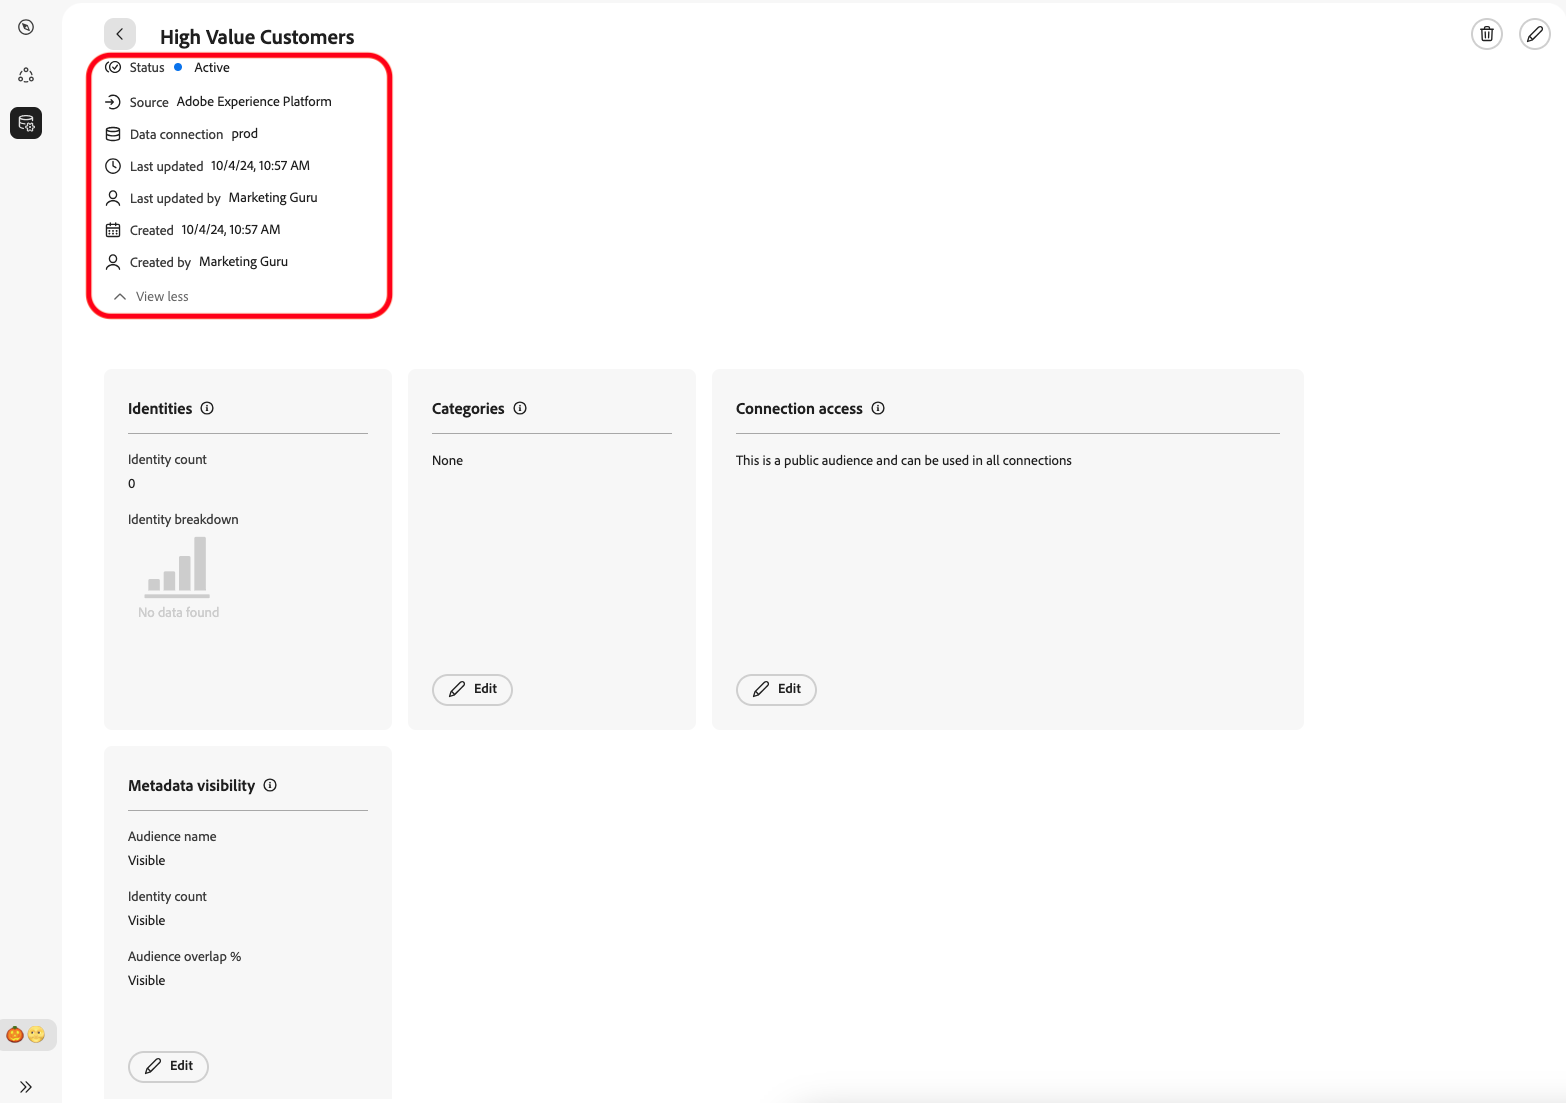 High Value Customers
Status Active
Source Adobe Experience Platform
Data connection prod
Last updated 10/4/24, 10:57 AM
Last updated by Marketing Guru
Created 10/4/24, 10:57 AM
Created by Marketing Guru
View less
Identities
Identity count
0
Identity breakdown
No data found
Categories
None
Edit
Connection access
This is a public audience and can be used in all connections
Edit
Metadata visibility
Audience name
Visible
Identity count
Visible
Audience overlap %
Visible
Edit